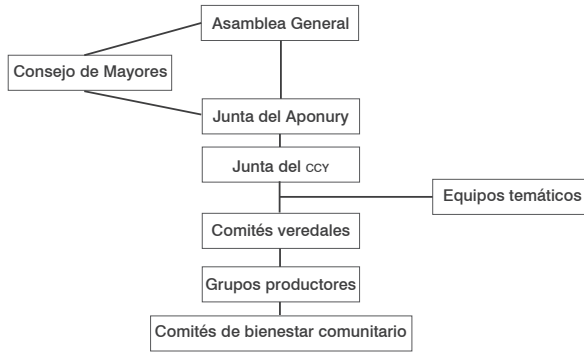 Asamblea General
Consejo de Mayores
Junta del Aponury
Junta del CCY
Equipos temáticos
Comités veredales
Grupos productores
Comités de bienestar comunitario